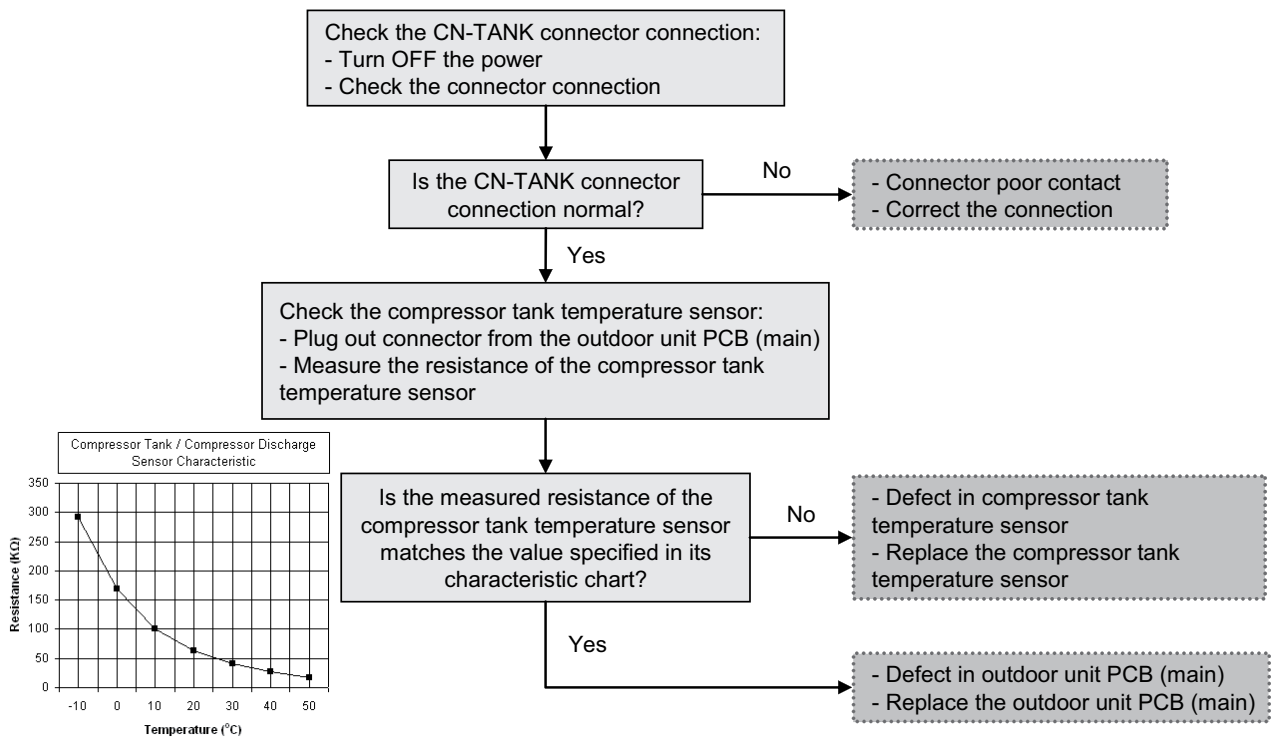 Check the CN-TANK connector connection:
- Turn OFF the power
- Check the connector connection
Is the CN-TANK connector
connection normal?
No
- Connector poor contact
- Correct the connection
Yes
Check the compressor tank temperature sensor:
- Plug out connector from the outdoor unit PCB (main)
- Measure the resistance of the compressor tank
temperature sensor
Compressor Tank / Compressor Discharge
Sensor Characteristic
Resistance (KΩ)
350
300
250
200
150
100
50
0
-10 0 10 20 30 40 50
Temperature (°C)
Is the measured resistance of the
compressor tank temperature sensor
matches the value specified in its
characteristic chart?
No
- Defect in compressor tank
temperature sensor
- Replace the compressor tank
temperature sensor
Yes
- Defect in outdoor unit PCB (main)
- Replace the outdoor unit PCB (main)